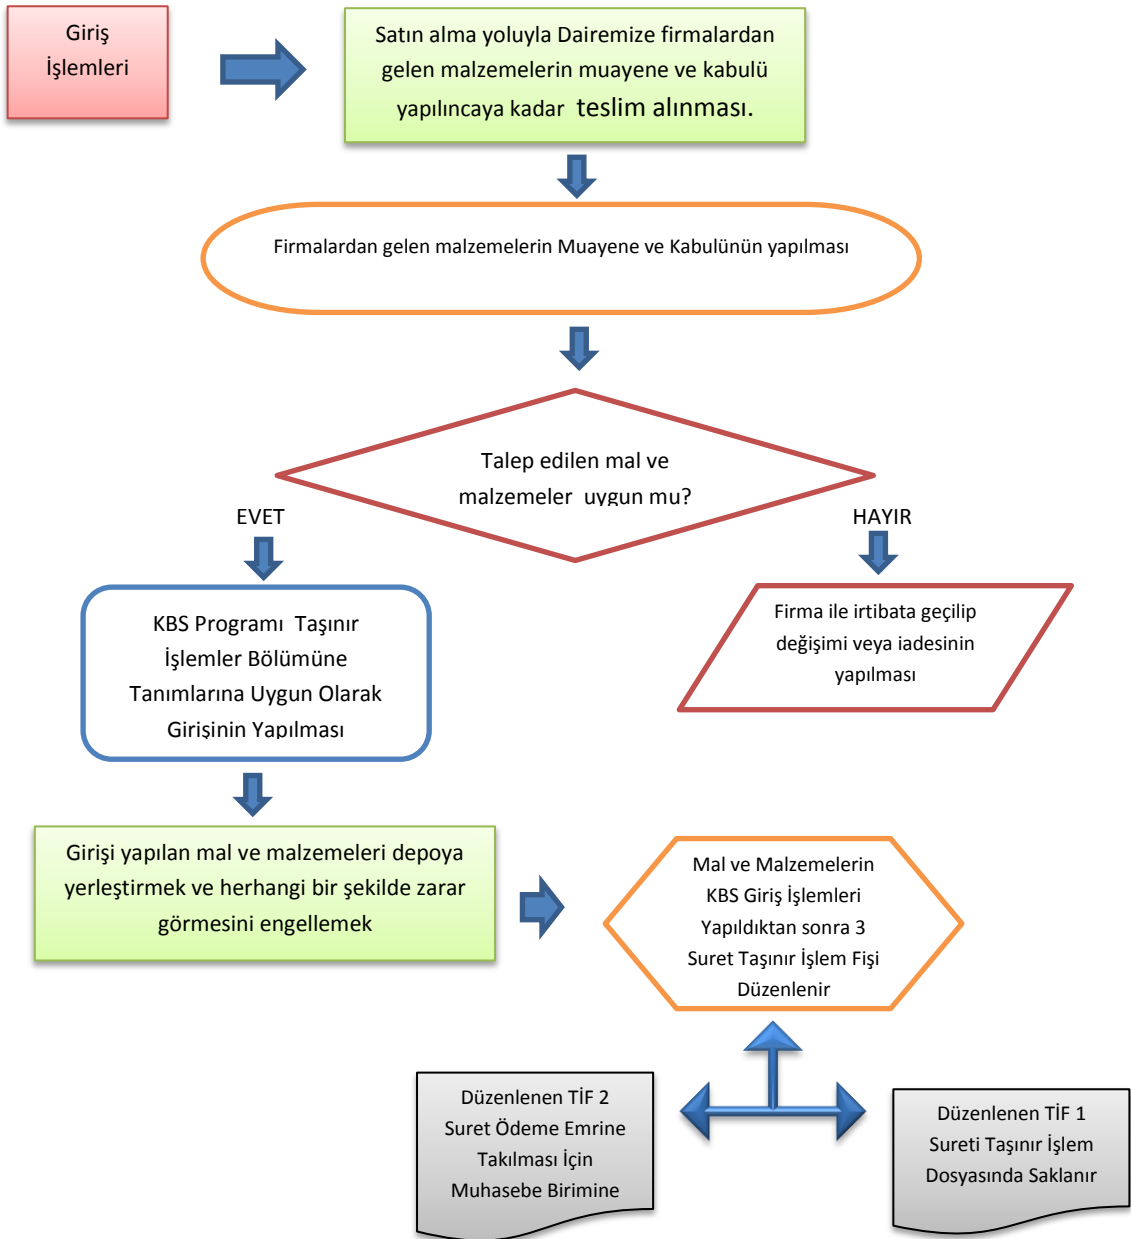 Giriş
İşlemleri
Satın alma yoluyla Dairemize firmalardan
gelen malzemelerin muayene ve kabulü
yapılıncaya kadar teslim alınması.
Firmalardan gelen malzemelerin Muayene ve Kabulünün yapılması
Talep edilen mal ve
malzemeler uygun mu?
EVET
HAYIR
KBS Programı Taşınır
İşlemler Bölümüne
Tanımlarına Uygun Olarak
Girişinin Yapılması
Firma ile irtibata geçilip
değişimi veya iadesinin
yapılması
Girişi yapılan mal ve malzemeleri depoya
yerleştirmek ve herhangi bir şekilde zarar
görmesini engellemek
Mal ve Malzemelerin
KBS Giriş İşlemleri
Yapıldıktan sonra 3
Suret Taşınır İşlem Fişi
Düzenlenir
Düzenlenen TİF 2
Suret Ödeme Emrine
Takılması İçin
Muhasebe Birimine
Düzenlenen TİF 1
Sureti Taşınır İşlem
Dosyasında Saklanır